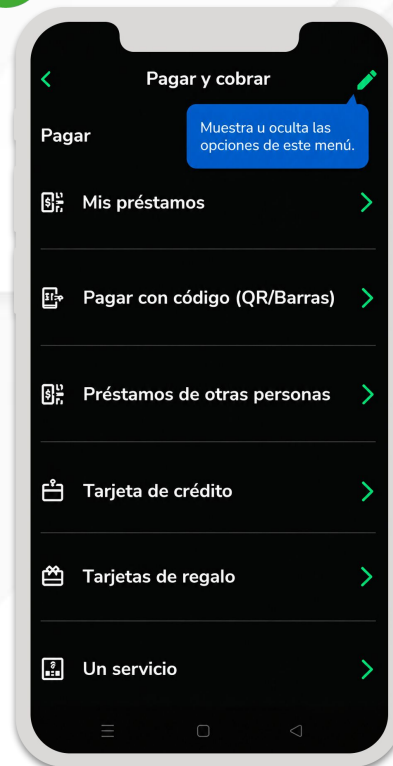 Pagar y cobrar
Muestra u oculta las
opciones de este menú.
Pagar
Mis préstamos
Pagar con código (QR/Barras)
Préstamos de otras personas
Tarjeta de crédito
Tarjetas de regalo
Un servicio